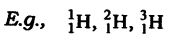 E.g., ¹₁H, ²₁H, ³₁H